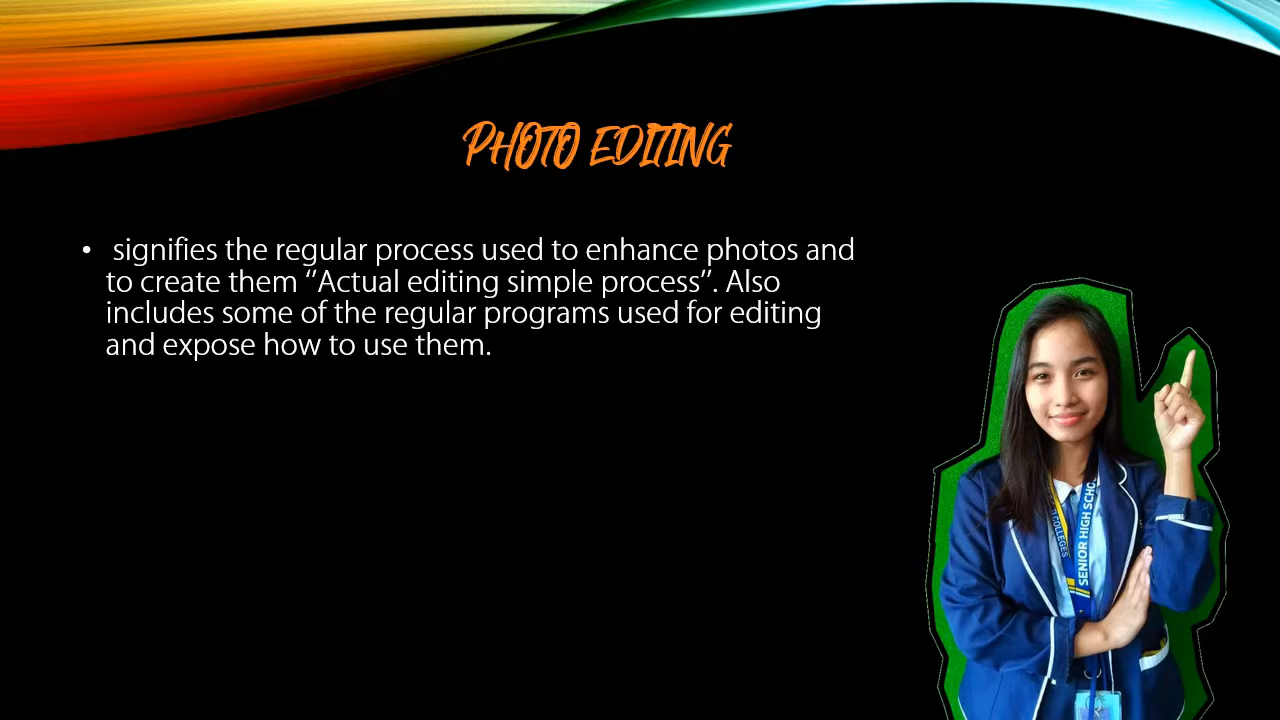 PHOTO EDITING
• signifies the regular process used to enhance photos and
to create them ‘’Actual editing simple process’’. Also
includes some of the regular programs used for editing
and expose how to use them.
COLLEGES
SENIOR HIGH SCHO